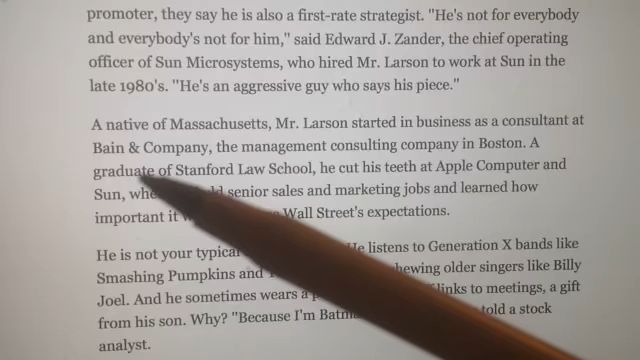 promoter, they say he is also a first-rate strategist. "He's not for everybody
and everybody's not for him," said Edward J. Zander, the chief operating
officer of Sun Microsystems, who hired Mr. Larson to work at Sun in the
late 1980's. "He's an aggressive guy who says his piece."
A native of Massachusetts, Mr. Larson started in business as a consultant at
Bain & Company, the management consulting company in Boston. A
graduate of Stanford Law School, he cut his teeth at Apple Computer and
Sun, senior sales and marketing jobs and learned how
important it Wall Street's expectations.
He is not your typical He listens to Generation X bands like
Smashing Pumpkins and older singers like Billy
Joel. And he sometimes wears a to meetings, a gift
from his son. Why? "Because I'm told a stock
analyst.